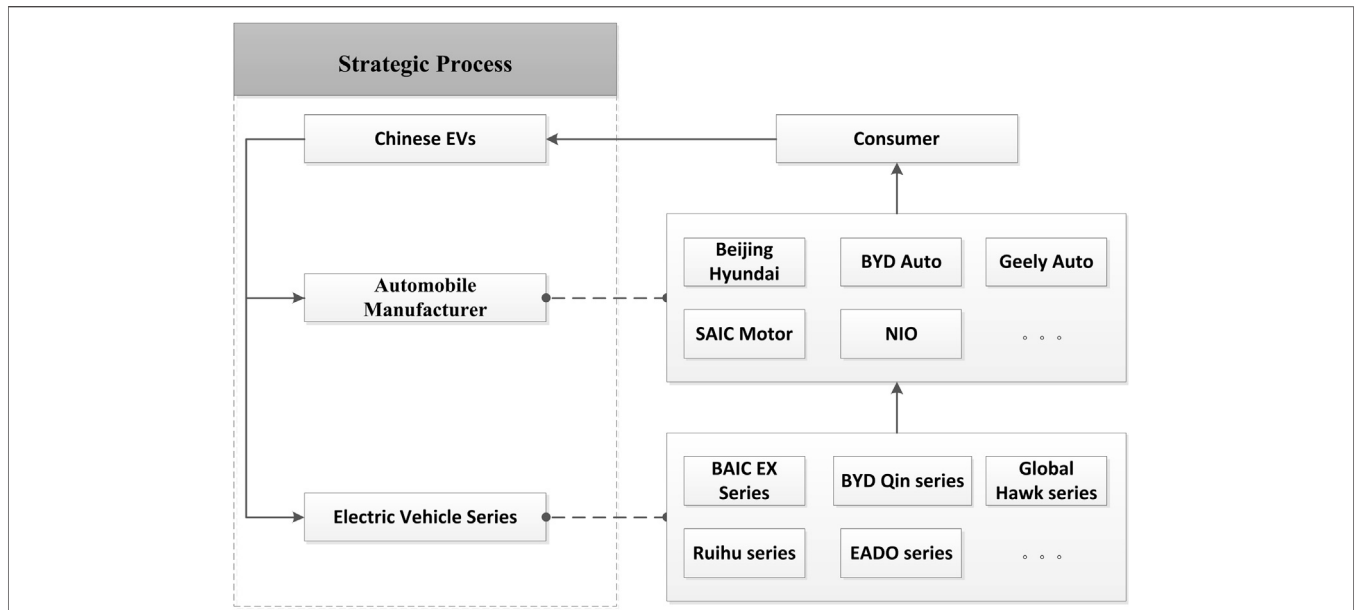 Strategic Process
Chinese EVs
Consumer
Beijing
Hyundai
BYD Auto
Geely Auto
Automobile
Manufacturer
SAIC Motor
NIO
。。。
BAIC EX
Series
BYD Qin series
Global
Hawk series
Electric Vehicle Series
Ruihu series
EADO series
。。。